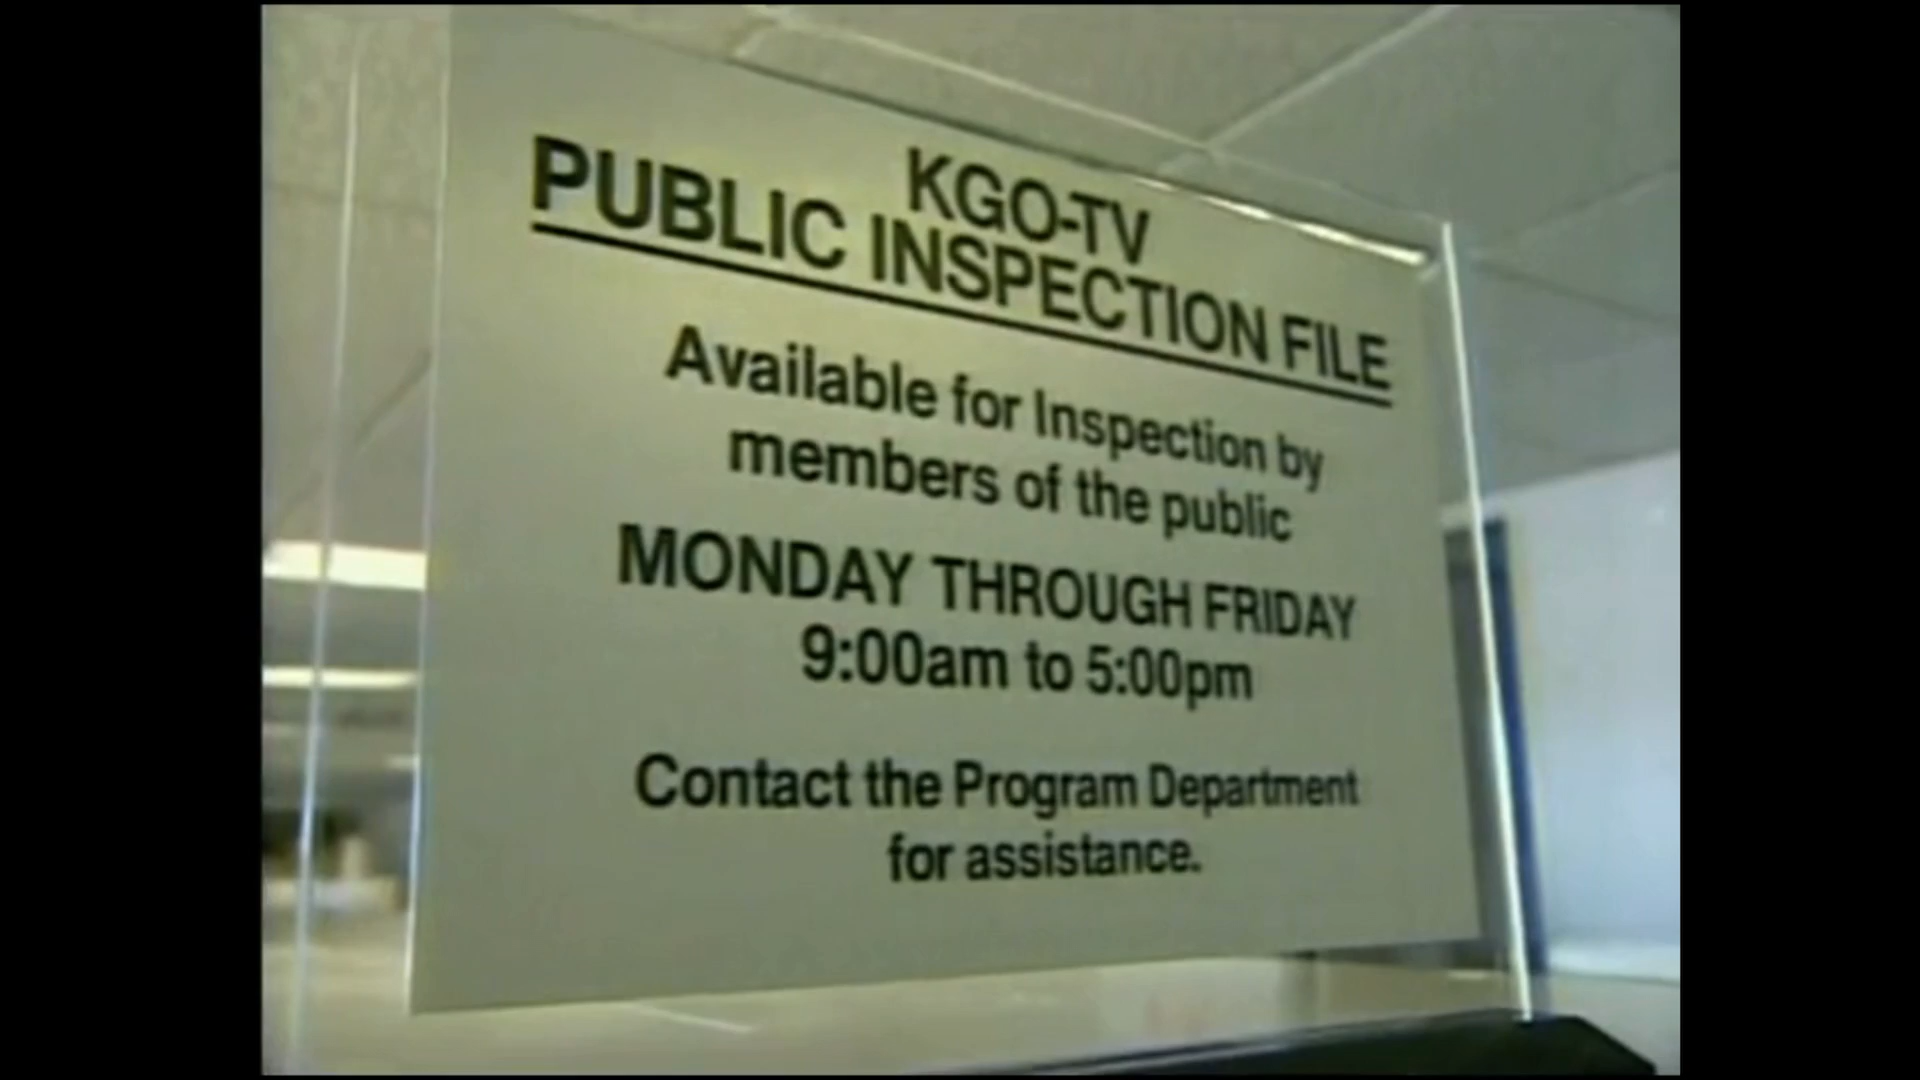 KGO-TV
PUBLIC INSPECTION FILE
Available for Inspection by
members of the public
MONDAY THROUGH FRIDAY
9:00am to 5:00pm
Contact the Program Department
for assistance.